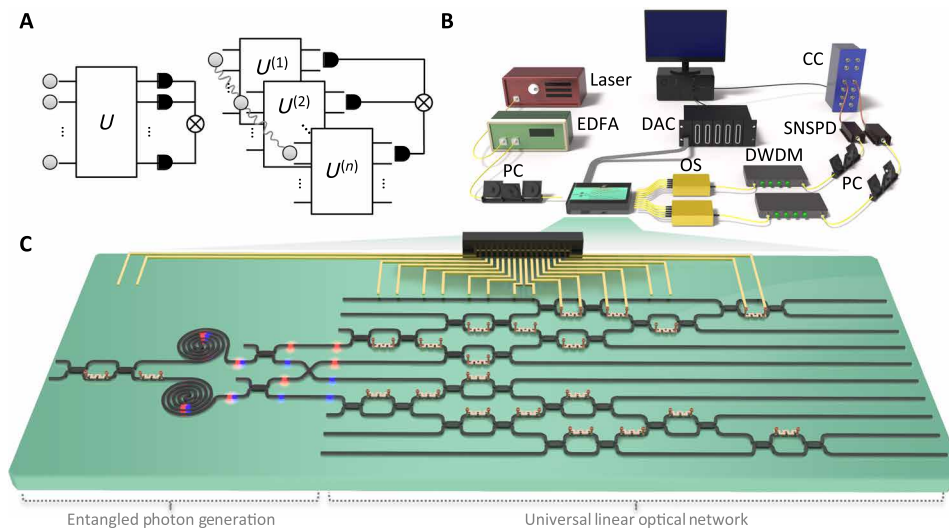 A
U
U(1)
U(2)
U(n)
B
Laser
EDFA
PC
DAC
OS
DWDM
CC
SNSPD
PC
C
Entangled photon generation
Universal linear optical network